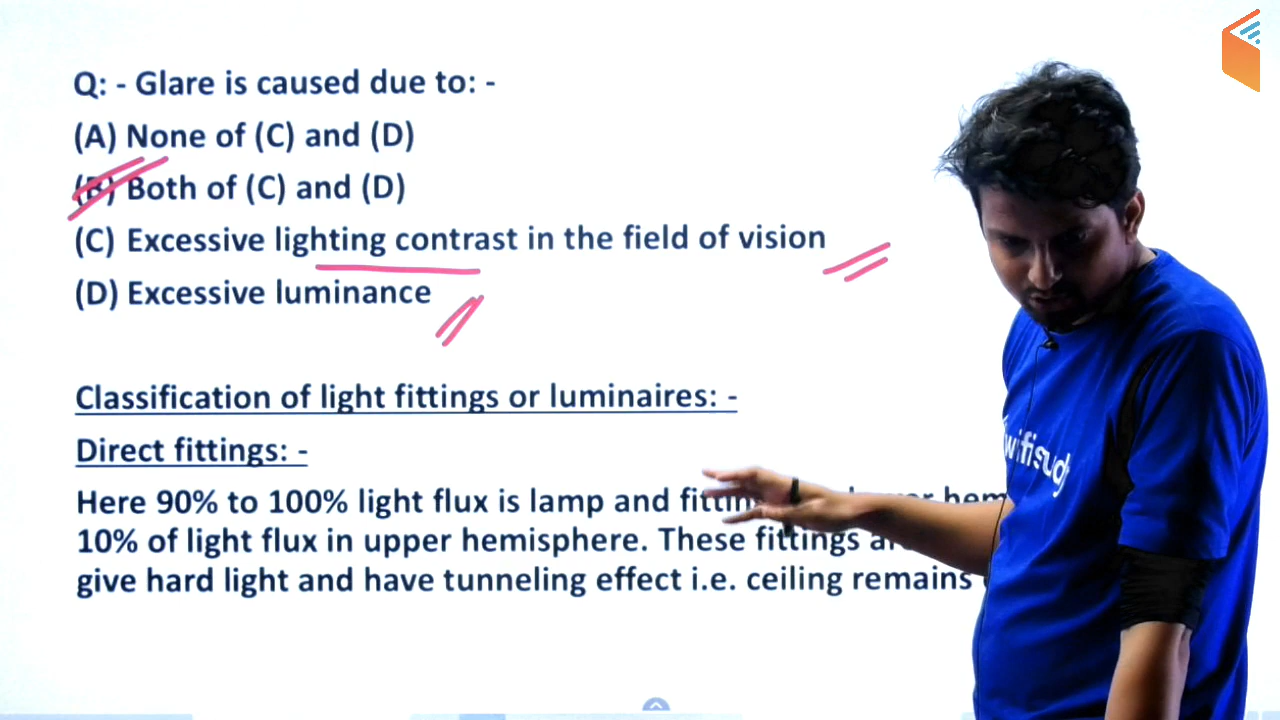 Q: - Glare is caused due to: -
(A) None of (C) and (D)
(B) Both of (C) and (D)
(C) Excessive lighting contrast in the field of vision
(D) Excessive luminance
Classification of light fittings or luminaires: -
Direct fittings: -
Here 90% to 100% light flux is lamp and
10% of light flux in upper hemisphere. These fittings
give hard light and have tunneling effect i.e. ceiling remains
wifistudy